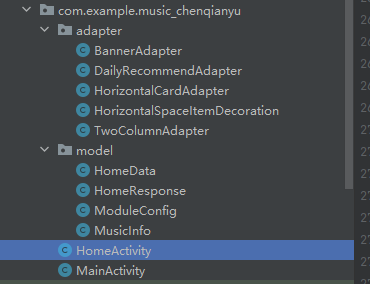 com.example.music_chenqianyu
adapter
BannerAdapter
DailyRecommendAdapter
HorizontalCardAdapter
HorizontalSpaceItemDecoration
TwoColumnAdapter
model
HomeData
HomeResponse
ModuleConfig
MusicInfo
HomeActivity
MainActivity